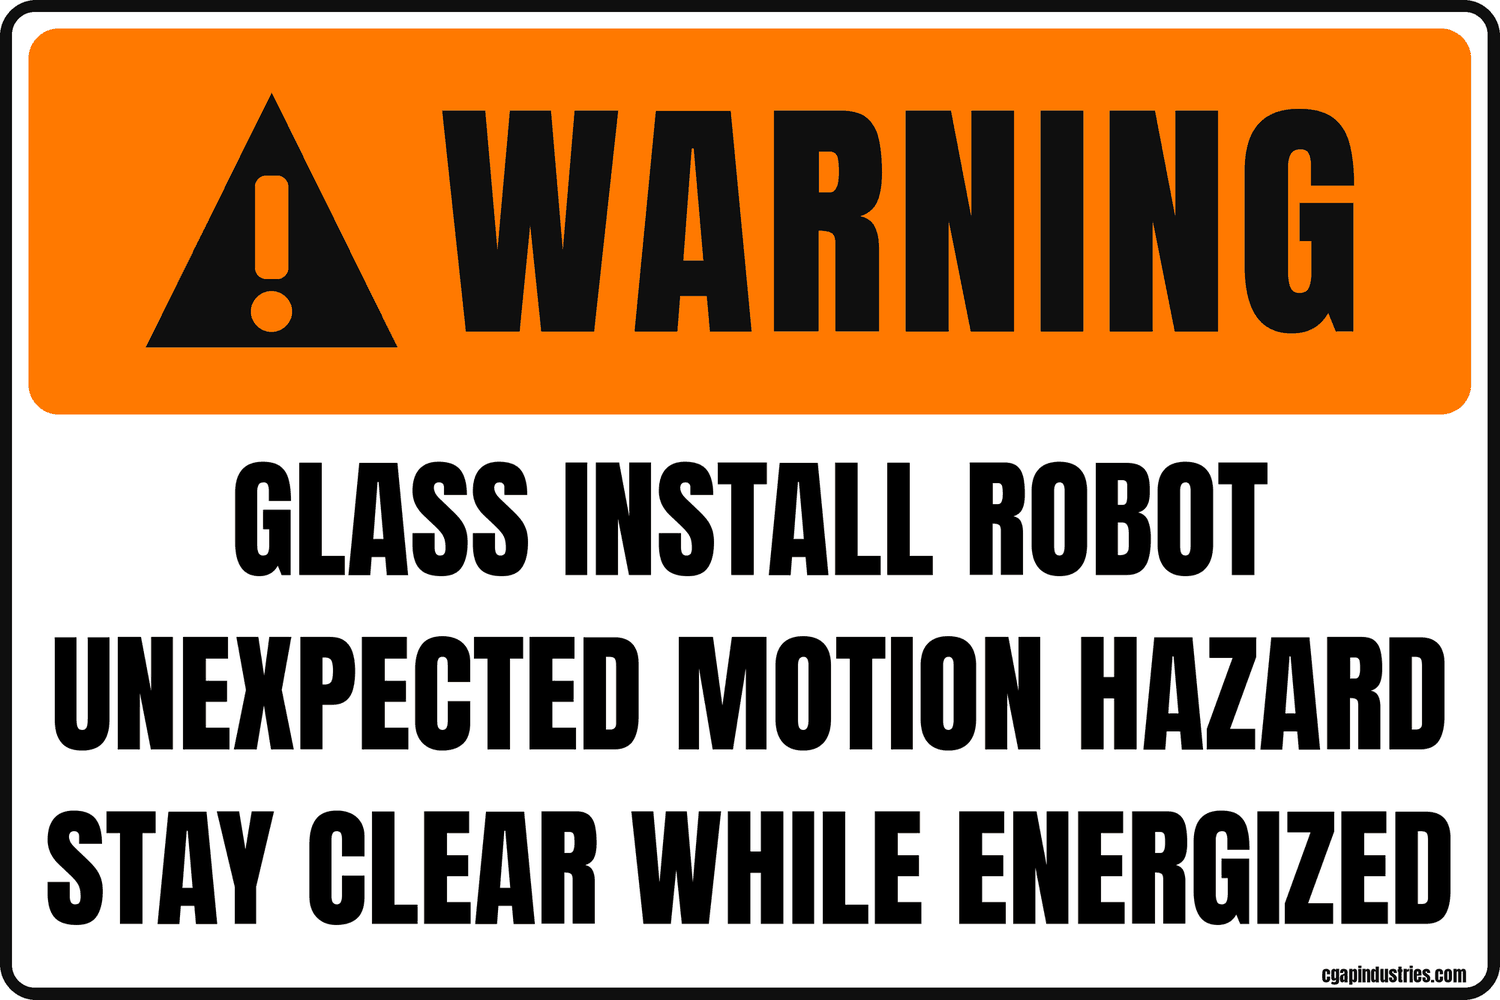 WARNING
GLASS INSTALL ROBOT
UNEXPECTED MOTION HAZARD
STAY CLEAR WHILE ENERGIZED
cgapindustries.com